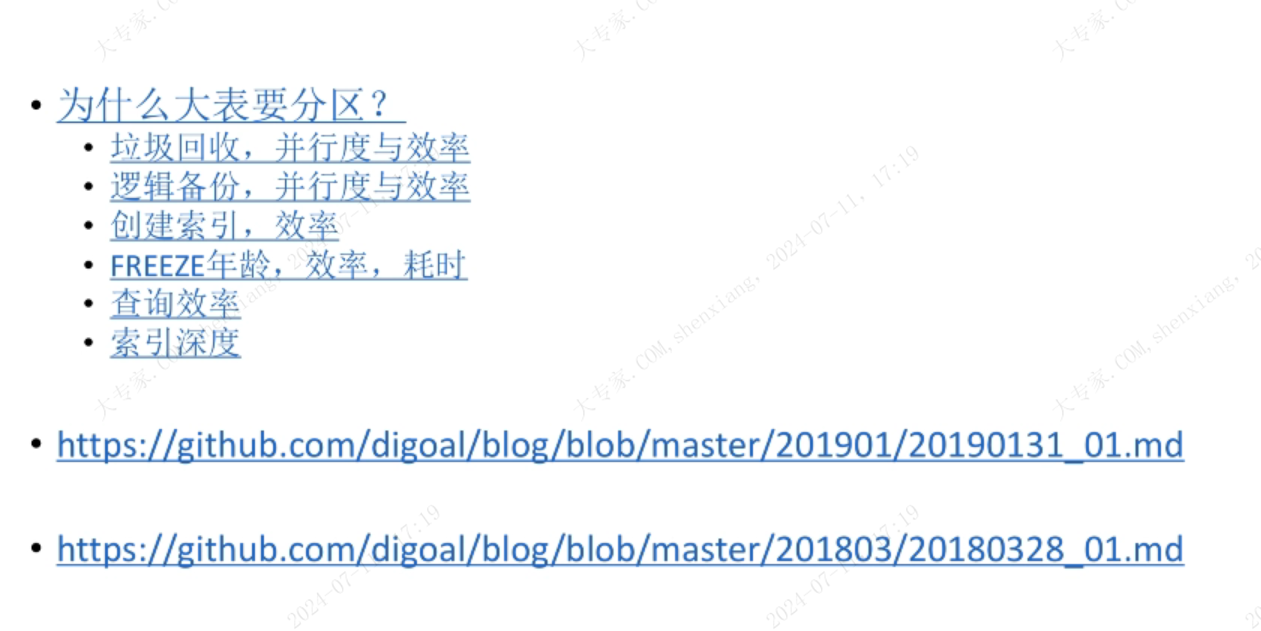 • 为什么大表要分区？
• 垃圾回收，并行度与效率
• 逻辑备份，并行度与效率
• 创建索引，效率
• FREEZE年龄，效率，耗时
• 查询效率
• 索引深度
• https://github.com/digoal/blog/blob/master/201901/20190131_01.md
• https://github.com/digoal/blog/blob/master/201803/20180328_01.md
大专家.COM,shenxiang, 2024-07-11, 17:19